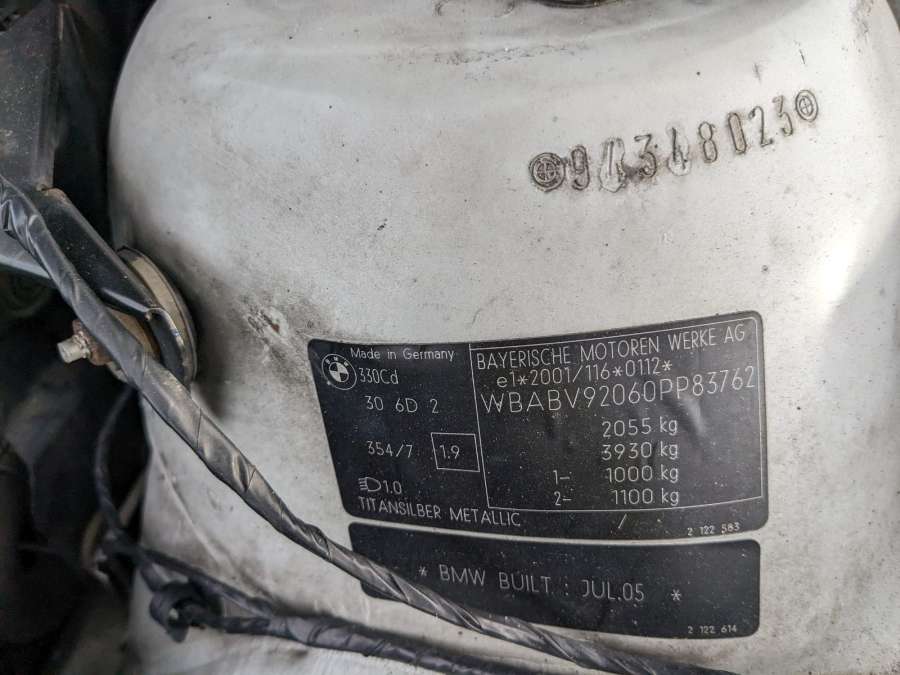 943480230
Made in Germany
330Cd
30 6D 2
354/7 1.9
1.0
TITANSILBER METALLIC
BAYERISCHE MOTOREN WERKE AG
e1*2001/116*0112*
WBABV92060PP83762
2055 kg
3930 kg
1- 1000 kg
2- 1100 kg
/
2 122 583
* BMW BUILT : JUL.05 *
2 122 614